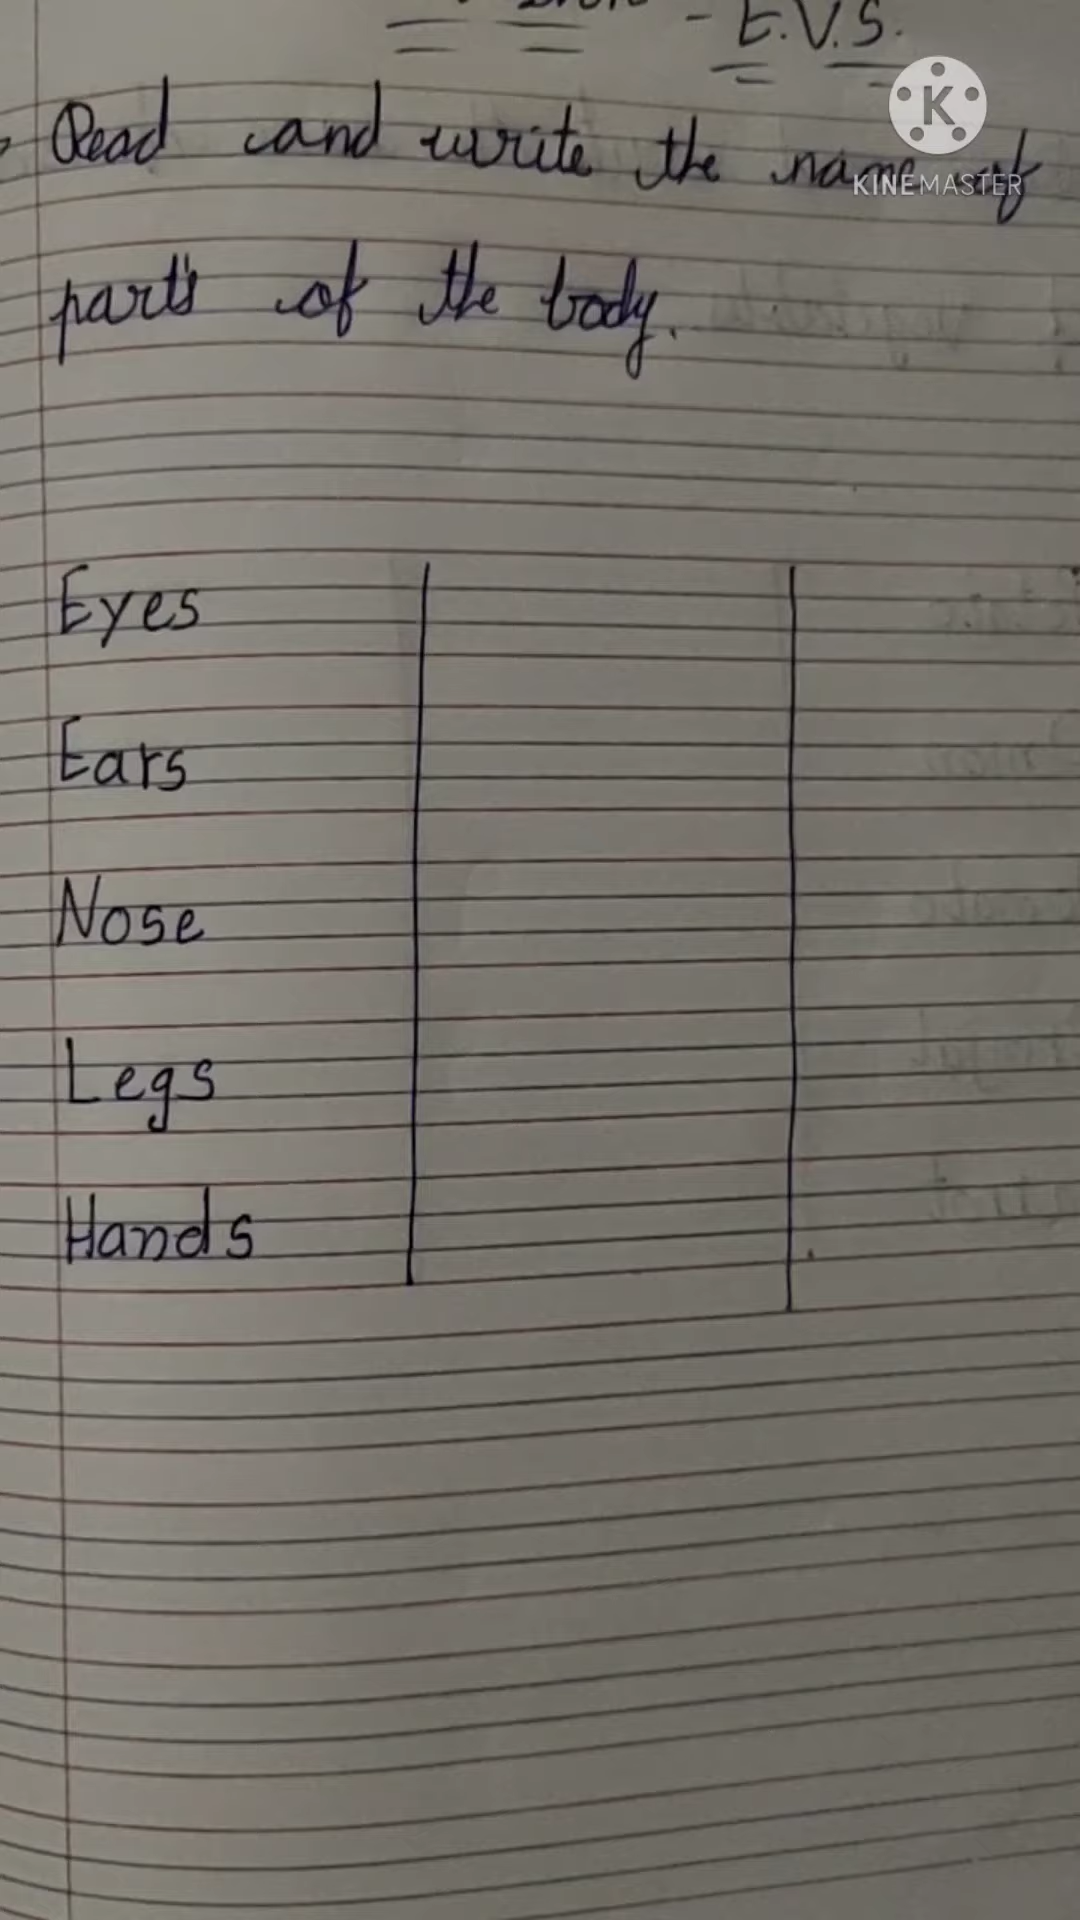 - E.V.S.
Read and write the name of
parts of the body.
Eyes
Ears
Nose
Legs
Hands
KINEMASTER